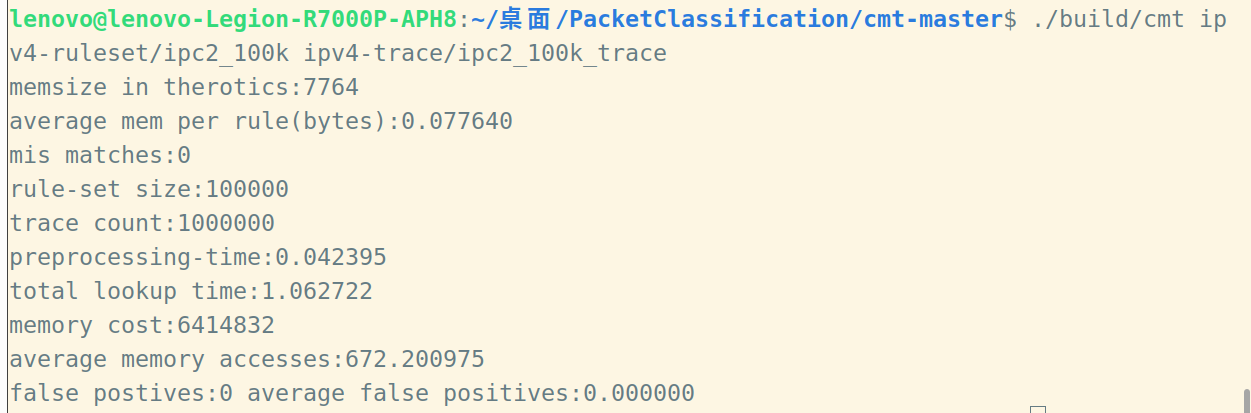 lenovo@lenovo-Legion-R7000P-APH8:~/桌面/PacketClassification/cmt-master$ ./build/cmt ip
v4-ruleset/ipc2_100k ipv4-trace/ipc2_100k_trace
memsize in therotics:7764
average mem per rule(bytes):0.077640
mis matches:0
rule-set size:100000
trace count:1000000
preprocessing-time:0.042395
total lookup time:1.062722
memory cost:6414832
average memory accesses:672.200975
false postives:0 average false positives:0.000000